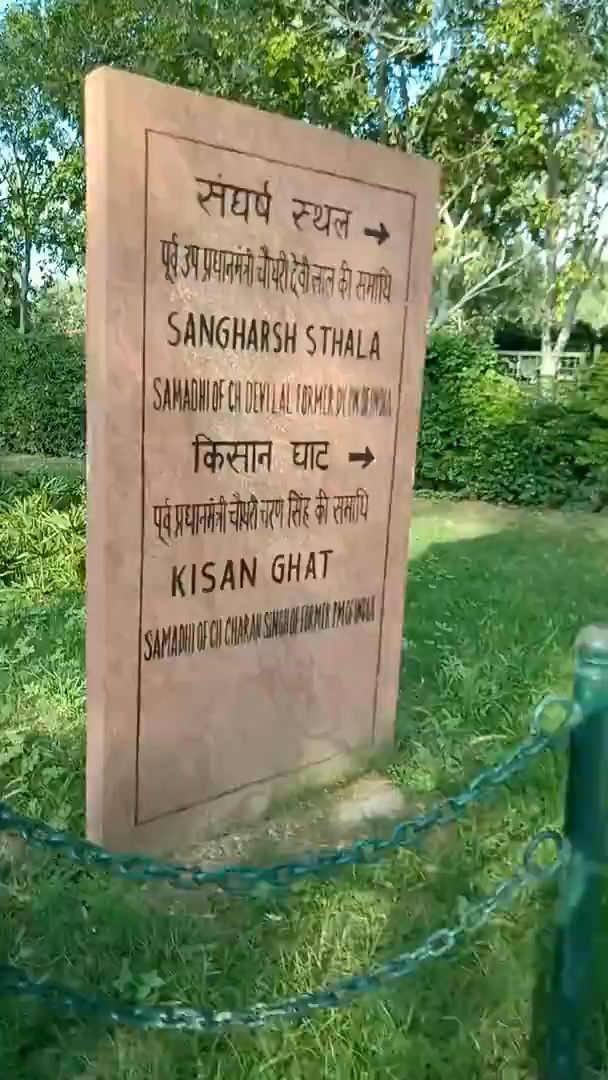 संघर्ष स्थल →
पूर्व उप प्रधानमंत्री चौधरी देवी लाल की समाधि
SANGHARSH STHALA
SAMADHI OF CH DEVI LAL FORMER DY PM OF INDIA
किसान घाट →
पूर्व प्रधानमंत्री चौधरी चरण सिंह की समाधि
KISAN GHAT
SAMADHI OF CH CHARAN SINGH OF FORMER PM OF INDIA